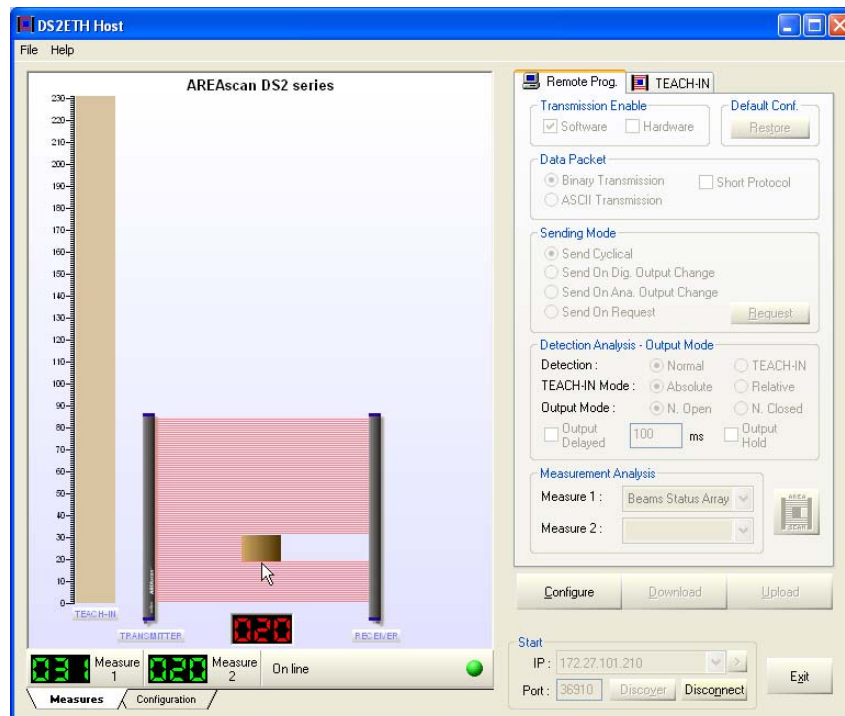 DS2ETH Host
File Help
AREAscan DS2 series
230
220
210
200
190
180
170
160
150
140
130
120
110
100
90
80
70
60
50
40
30
20
10
0
TEACH-IN
TRANSMITTER
020
RECEIVER
031 Measure 1 020 Measure 2 On line
Measures Configuration
Remote Prog. TEACH-IN
Transmission Enable
Software Hardware
Default Conf.
Restore
Data Packet
Binary Transmission Short Protocol
ASCII Transmission
Sending Mode
Send Cyclical
Send On Dig. Output Change
Send On Ana. Output Change
Send On Request Request
Detection Analysis - Output Mode
Detection : Normal TEACH-IN
TEACH-IN Mode : Absolute Relative
Output Mode : N. Open N. Closed
Output Delayed 100 ms Output Hold
Measurement Analysis
Measure 1 : Beams Status Array
Measure 2 :
AREA
SCAN
Configure Download Upload
Start
IP : 172.27.101.210 >
Port : 36910 Discover Disconnect
Exit